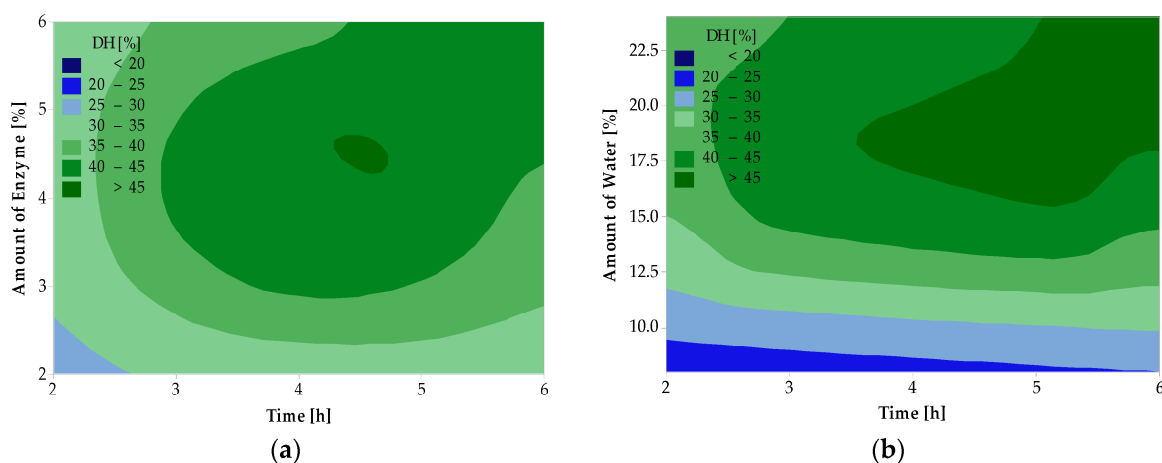 6
5
4
3
2
Amount of Enzyme [%]
DH [%]
< 20
20 – 25
25 – 30
30 – 35
35 – 40
40 – 45
> 45
2 3 4 5 6
Time [h]
(a)
22.5
20.0
17.5
15.0
12.5
10.0
Amount of Water [%]
DH [%]
< 20
20 – 25
25 – 30
30 – 35
35 – 40
40 – 45
> 45
2 3 4 5 6
Time [h]
(b)